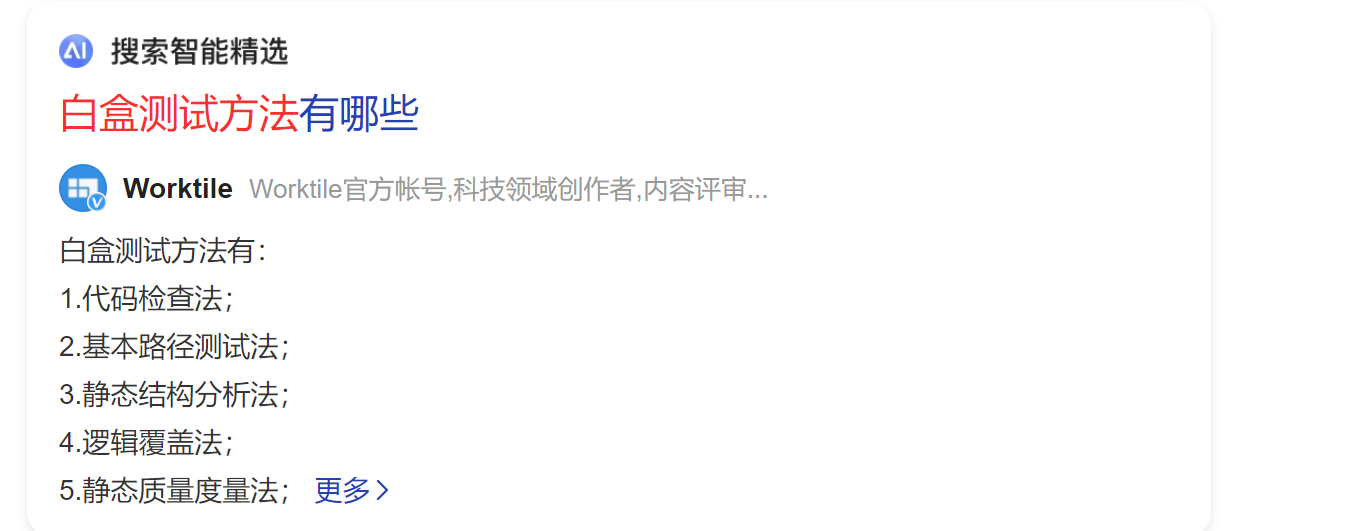 AI 搜索智能精选
白盒测试方法有哪些
Worktile Worktile官方帐号,科技领域创作者,内容评审...
白盒测试方法有：
1.代码检查法；
2.基本路径测试法；
3.静态结构分析法；
4.逻辑覆盖法；
5.静态质量度量法； 更多